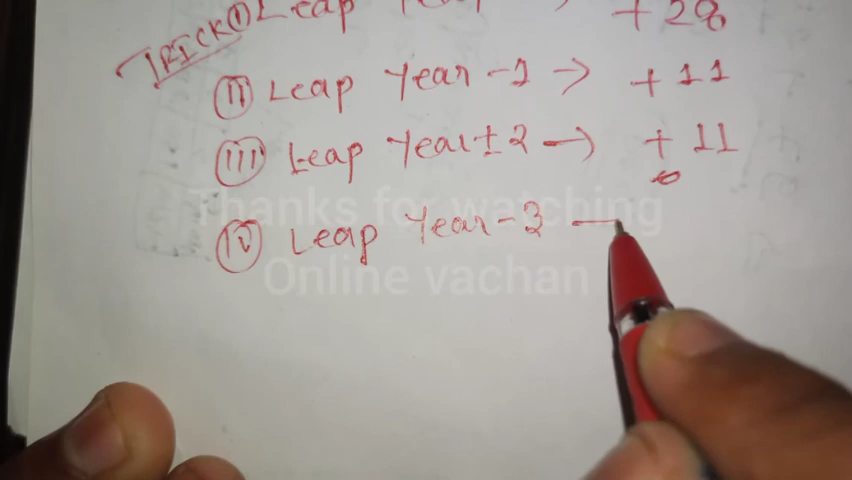 TRICK (I) Leap Year → +28
(II) Leap Year -1 → +11
(III) Leap Year ±2 → +11
(IV) Leap Year -3 —
Thanks for watching
Online vachan